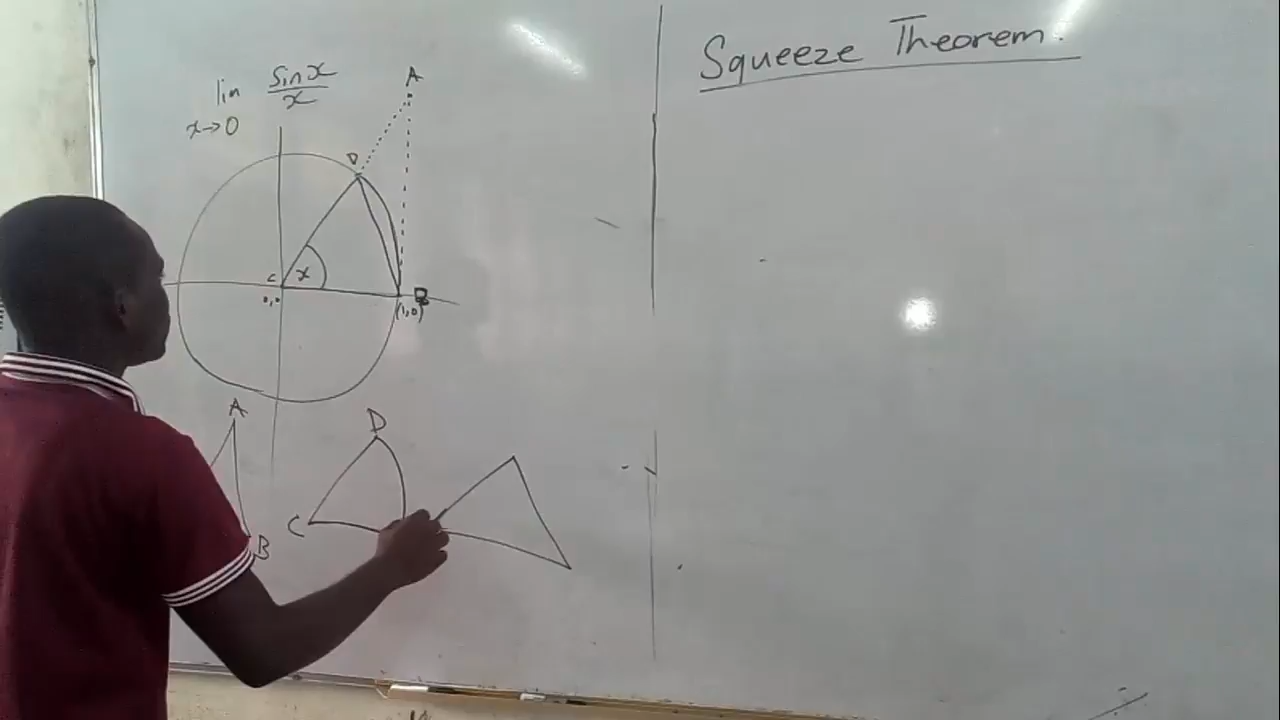 Squeeze Theorem.
lim sin x / x
x→0
A
D
C x
0,0 (1,0) B
A D
C B